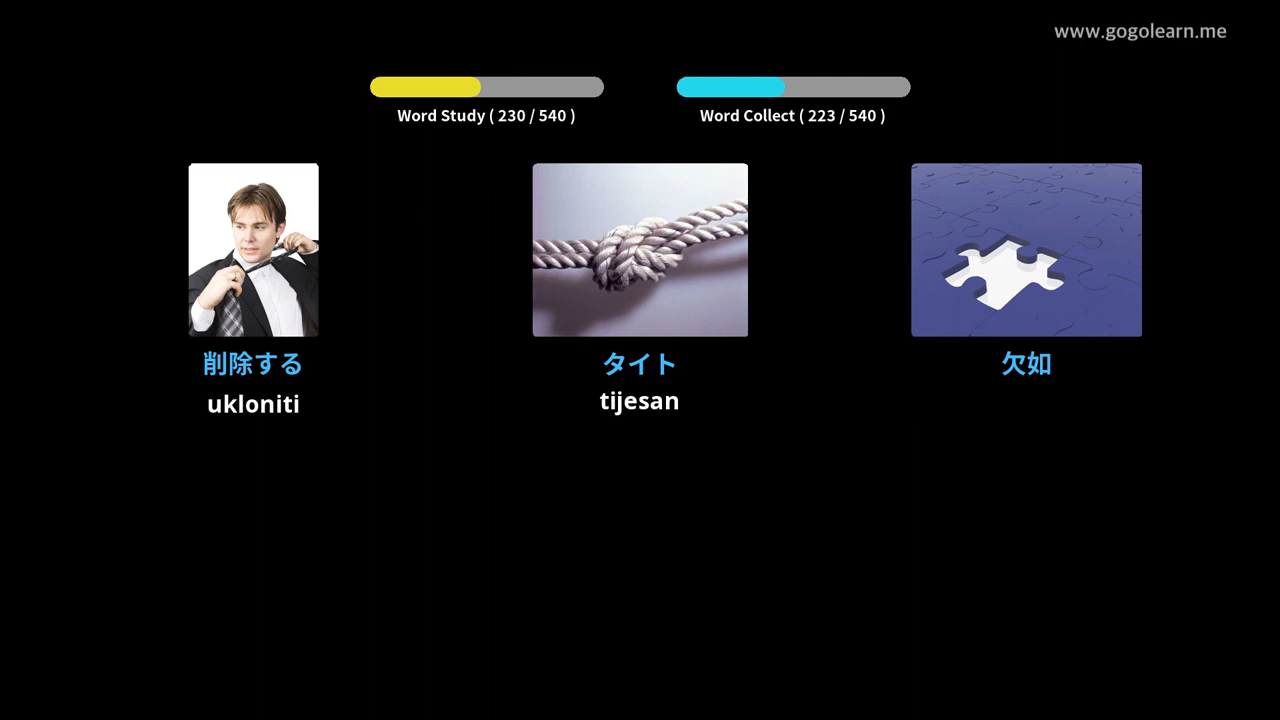 www.gogolearn.me
Word Study ( 230 / 540 )
Word Collect ( 223 / 540 )
削除する
タイト
欠如
ukloniti
tijesan